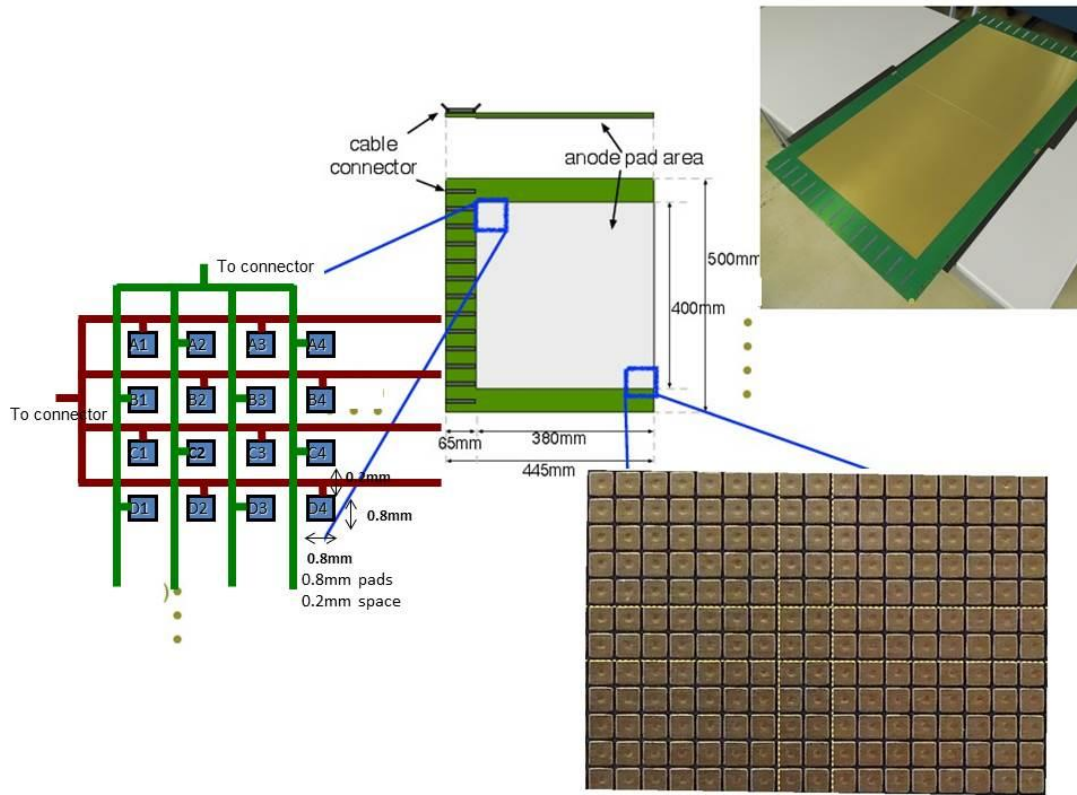 cable
connector
anode pad area
To connector
500mm
400mm
A1 A2 A3 A4
B1 B2 B3 B4
To connector
C1 C2 C3 C4
65mm 380mm
445mm
0.2mm
D1 D2 D3 D4
0.8mm
0.8mm
0.8mm pads
0.2mm space